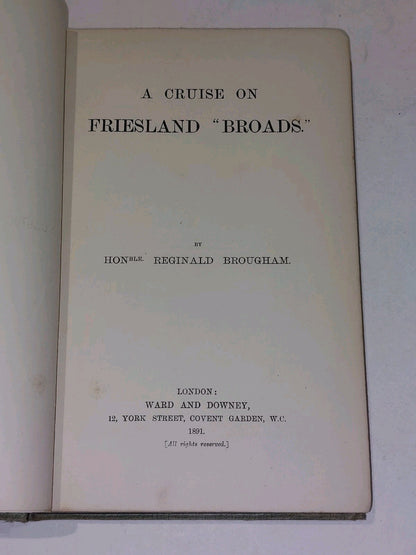 A CRUISE ON
FRIESLAND "BROADS."
BY
HONBLE. REGINALD BROUGHAM.
LONDON:
WARD AND DOWNEY,
12, YORK STREET, COVENT GARDEN, W.C.
1891.
[All rights reserved.]